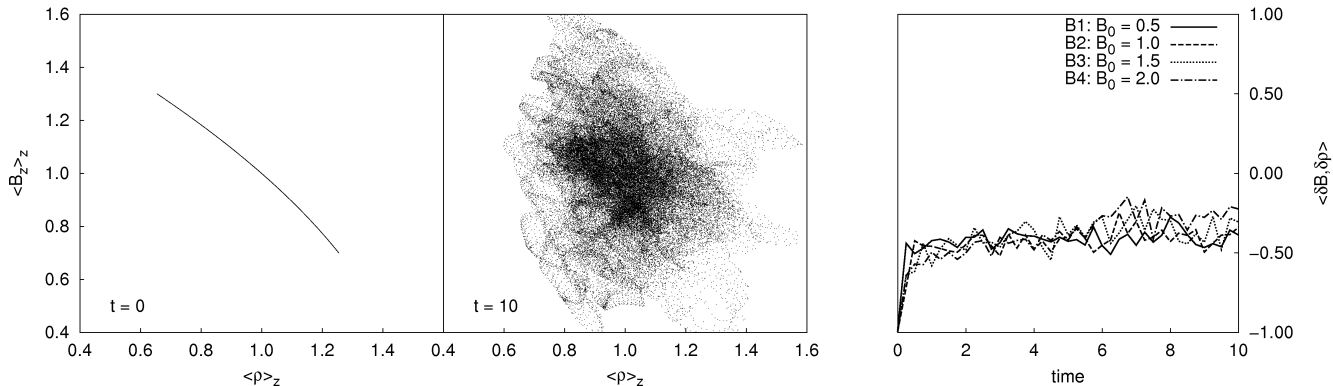 1.6
1.4
1.2
1.0
0.8
0.6
0.4
<B_z>_z
t = 0
0.4 0.6 0.8 1.0 1.2 1.4
<ρ>_z
t = 10
0.4 0.6 0.8 1.0 1.2 1.4 1.6
<ρ>_z
B1: B_0 = 0.5
B2: B_0 = 1.0
B3: B_0 = 1.5
B4: B_0 = 2.0
1.00
0.50
0.00
−0.50
−1.00
<δB,δρ>
0 2 4 6 8 10
time